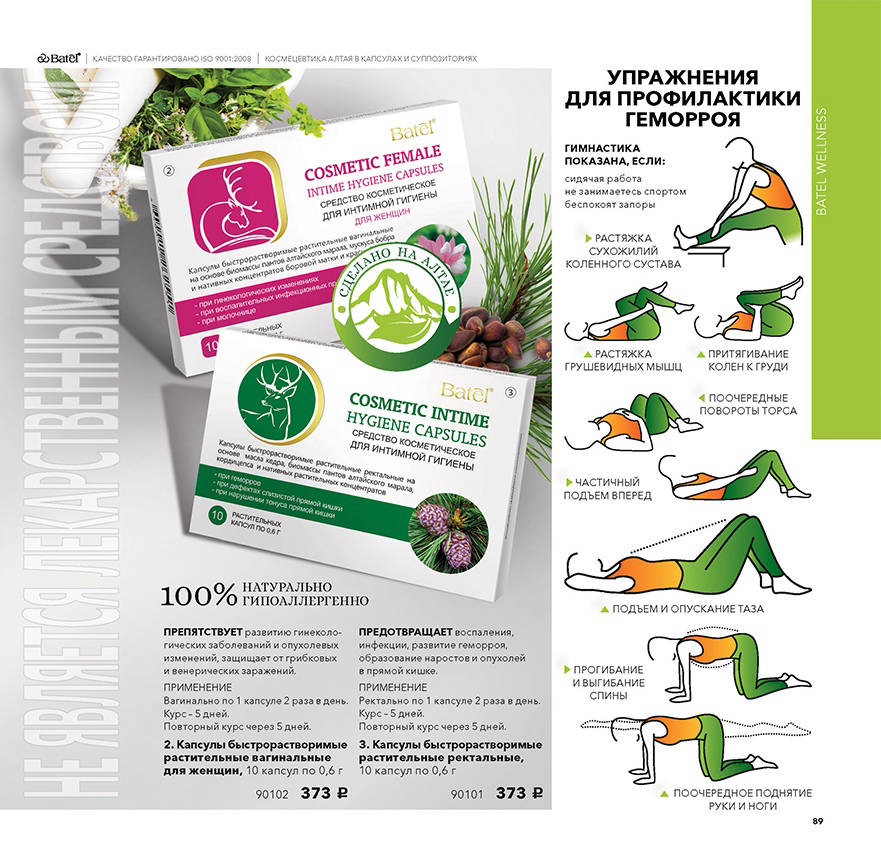 Batel®
КАЧЕСТВО ГАРАНТИРОВАНО ISO 9001:2008
КОСМЕЦЕВТИКА АЛТАЯ В КАПСУЛАХ И СУППОЗИТОРИЯХ
НЕ ЯВЛЯЕТСЯ ЛЕКАРСТВЕННЫМ СРЕДСТВОМ
2
Batel®
COSMETIC FEMALE
INTIME HYGIENE CAPSULES
СРЕДСТВО КОСМЕТИЧЕСКОЕ
ДЛЯ ИНТИМНОЙ ГИГИЕНЫ
ДЛЯ ЖЕНЩИН
Капсулы быстрорастворимые растительные вагинальные
на основе биомассы пантов алтайского марала, мускуса бобра
и нативных концентратов боровой матки и
- при гинекологических изменениях
- при воспалительных инфекционных
- при молочнице
10
СДЕЛАНО НА АЛТАЕ
3
Batel®
COSMETIC INTIME
HYGIENE CAPSULES
СРЕДСТВО КОСМЕТИЧЕСКОЕ
ДЛЯ ИНТИМНОЙ ГИГИЕНЫ
Капсулы быстрорастворимые растительные ректальные на
основе масла кедра, биомассы пантов алтайского марала,
кордицепса и нативных растительных концентратов
- при геморрое
- при дефектах слизистой прямой кишки
- при нарушении тонуса прямой кишки
10 РАСТИТЕЛЬНЫХ
КАПСУЛ ПО 0,6 Г
100% НАТУРАЛЬНО
ГИПОАЛЛЕРГЕННО
ПРЕПЯТСТВУЕТ развитию гинеколо-
гических заболеваний и опухолевых
изменений, защищает от грибковых
и венерических заражений.
ПРИМЕНЕНИЕ
Вагинально по 1 капсуле 2 раза в день.
Курс – 5 дней.
Повторный курс через 5 дней.
2. Капсулы быстрорастворимые
растительные вагинальные
для женщин, 10 капсул по 0,6 г
90102 373 ₽
ПРЕДОТВРАЩАЕТ воспаления,
инфекции, развитие геморроя,
образование наростов и опухолей
в прямой кишке.
ПРИМЕНЕНИЕ
Ректально по 1 капсуле 2 раза в день.
Курс – 5 дней.
Повторный курс через 5 дней.
3. Капсулы быстрорастворимые
растительные ректальные,
10 капсул по 0,6 г
90101 373 ₽
УПРАЖНЕНИЯ
ДЛЯ ПРОФИЛАКТИКИ
ГЕМОРРОЯ
ГИМНАСТИКА
ПОКАЗАНА, ЕСЛИ:
сидячая работа
не занимаетесь спортом
беспокоят запоры
РАСТЯЖКА
СУХОЖИЛИЙ
КОЛЕННОГО СУСТАВА
РАСТЯЖКА
ГРУШЕВИДНЫХ МЫШЦ
ПРИТЯГИВАНИЕ
КОЛЕН К ГРУДИ
ПООЧЕРЕДНЫЕ
ПОВОРОТЫ ТОРСА
ЧАСТИЧНЫЙ
ПОДЪЕМ ВПЕРЕД
ПОДЪЕМ И ОПУСКАНИЕ ТАЗА
ПРОГИБАНИЕ
И ВЫГИБАНИЕ
СПИНЫ
ПООЧЕРЕДНОЕ ПОДНЯТИЕ
РУКИ И НОГИ
BATEL WELLNESS
89